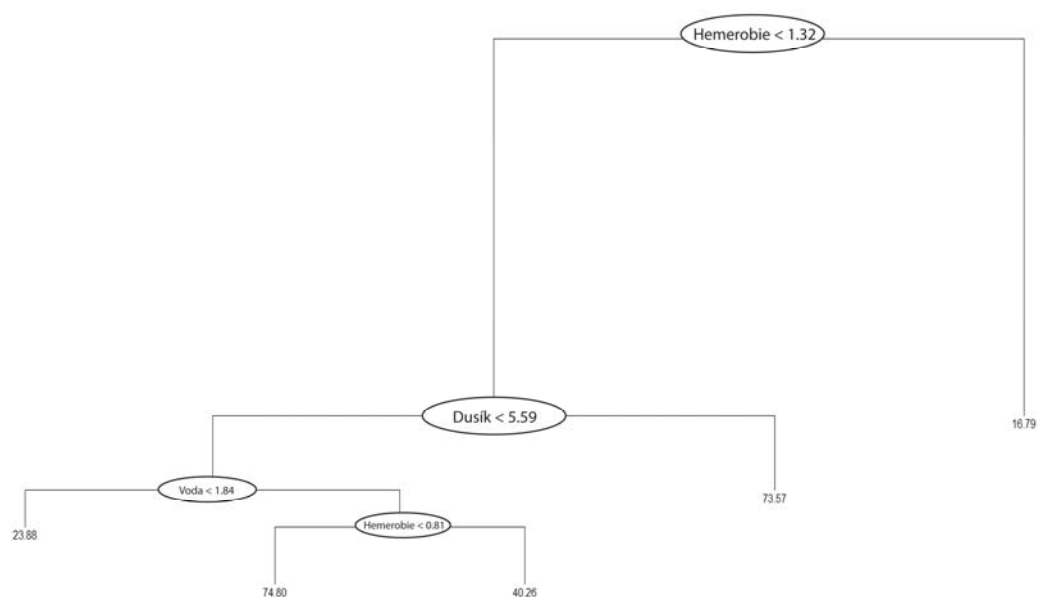 Hemerobie < 1.32
Dusík < 5.59
16.79
Voda < 1.84
73.57
Hemerobie < 0.81
23.88
74.80
40.26